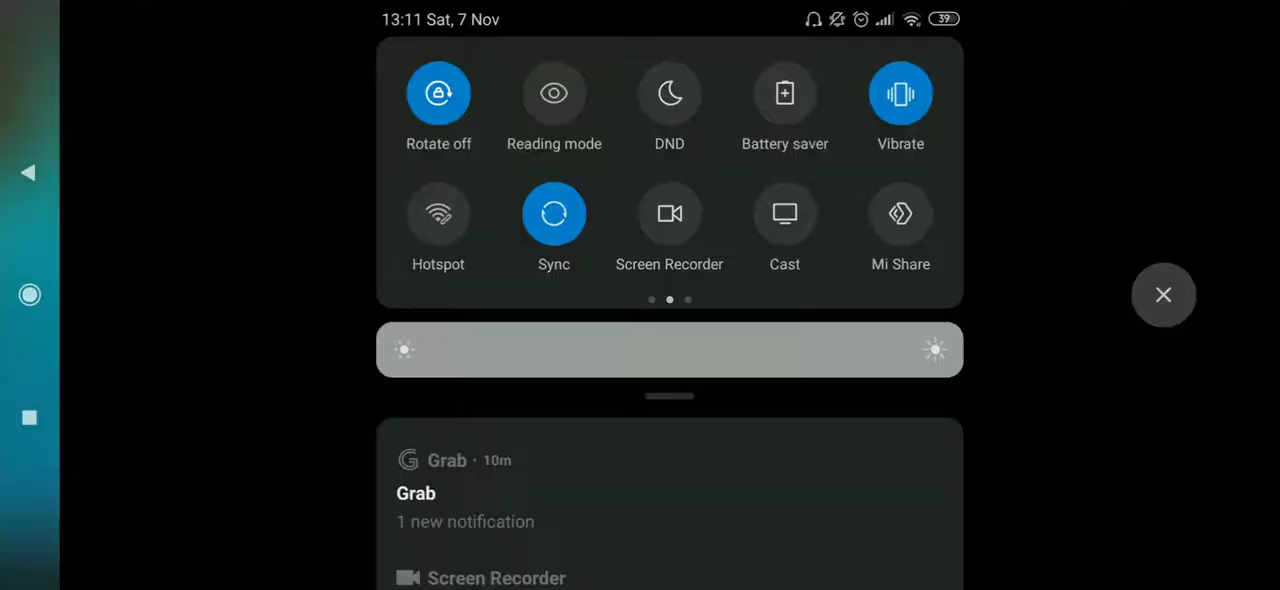 13:11 Sat, 7 Nov
39
Rotate off
Reading mode
DND
Battery saver
Vibrate
Hotspot
Sync
Screen Recorder
Cast
Mi Share
Grab · 10m
Grab
1 new notification
Screen Recorder